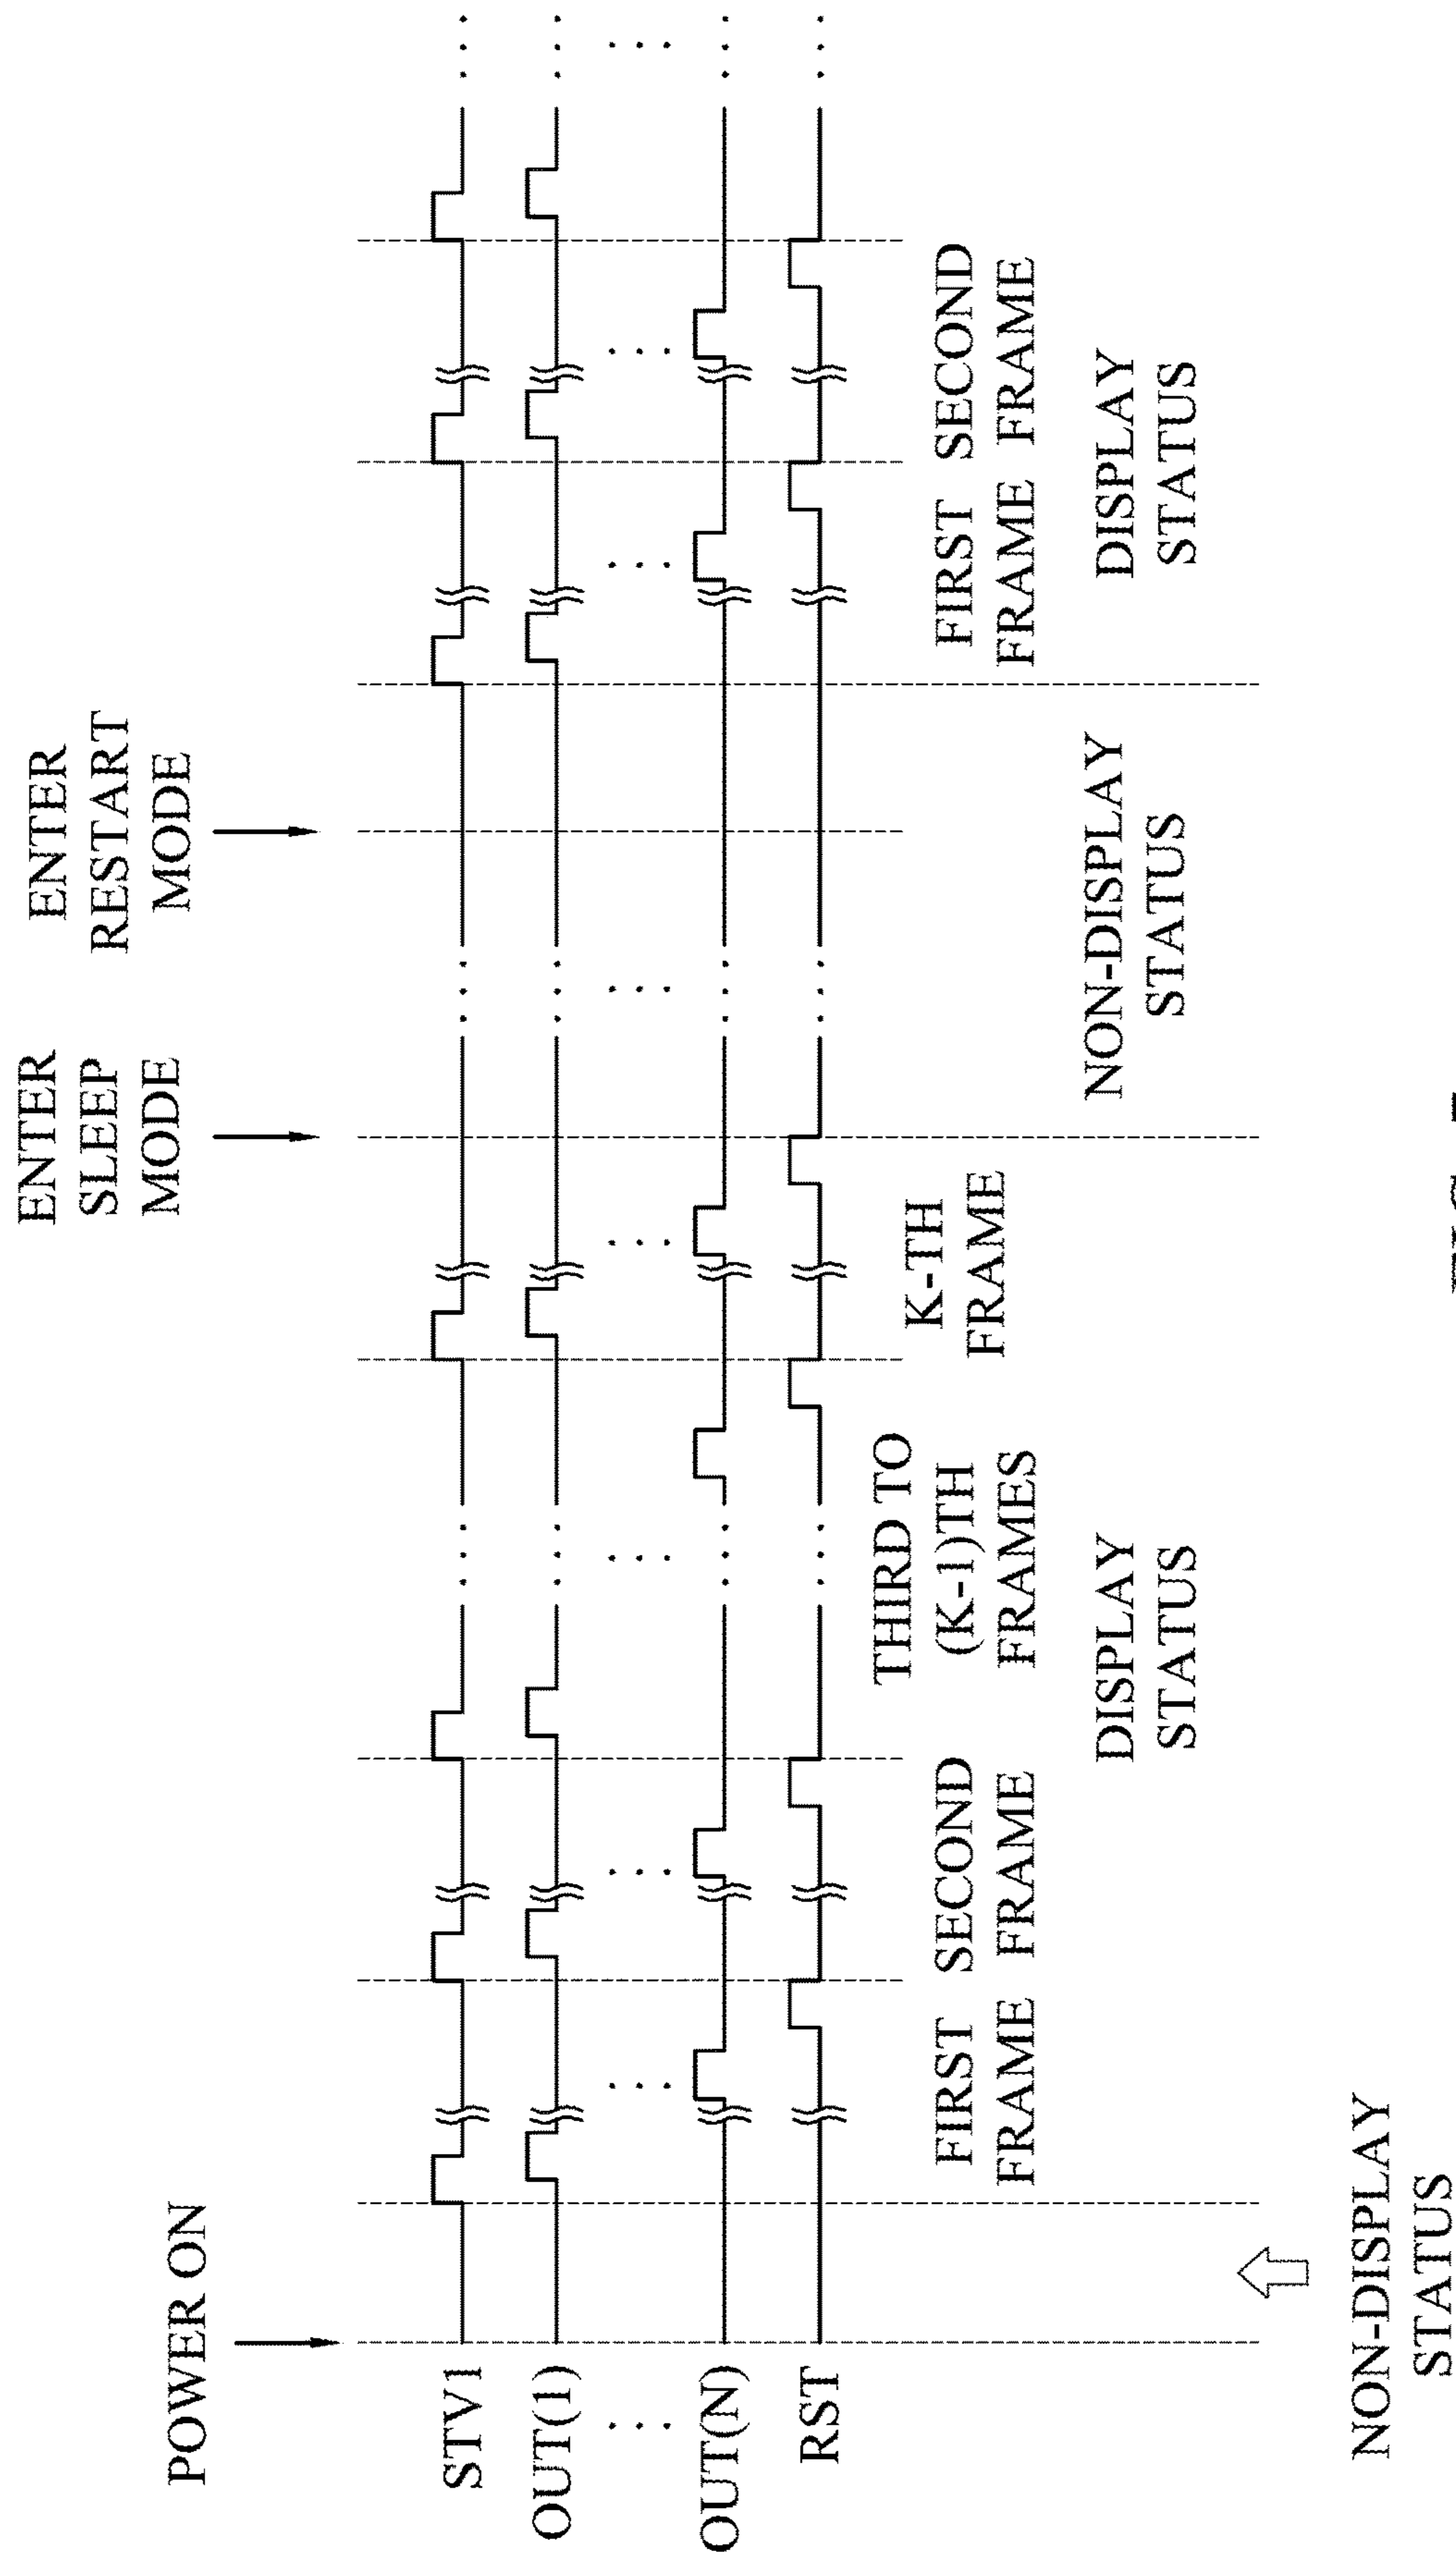 POWER ON
ENTER
SLEEP
MODE
ENTER
RESTART
MODE
STV1
OUT(1)
OUT(N)
RST
FIRST
FRAME
SECOND
FRAME
THIRD TO
(K-1)TH
FRAMES
K-TH
FRAME
FIRST
FRAME
SECOND
FRAME
DISPLAY
STATUS
NON-DISPLAY
STATUS
DISPLAY
STATUS
NON-DISPLAY
STATUS